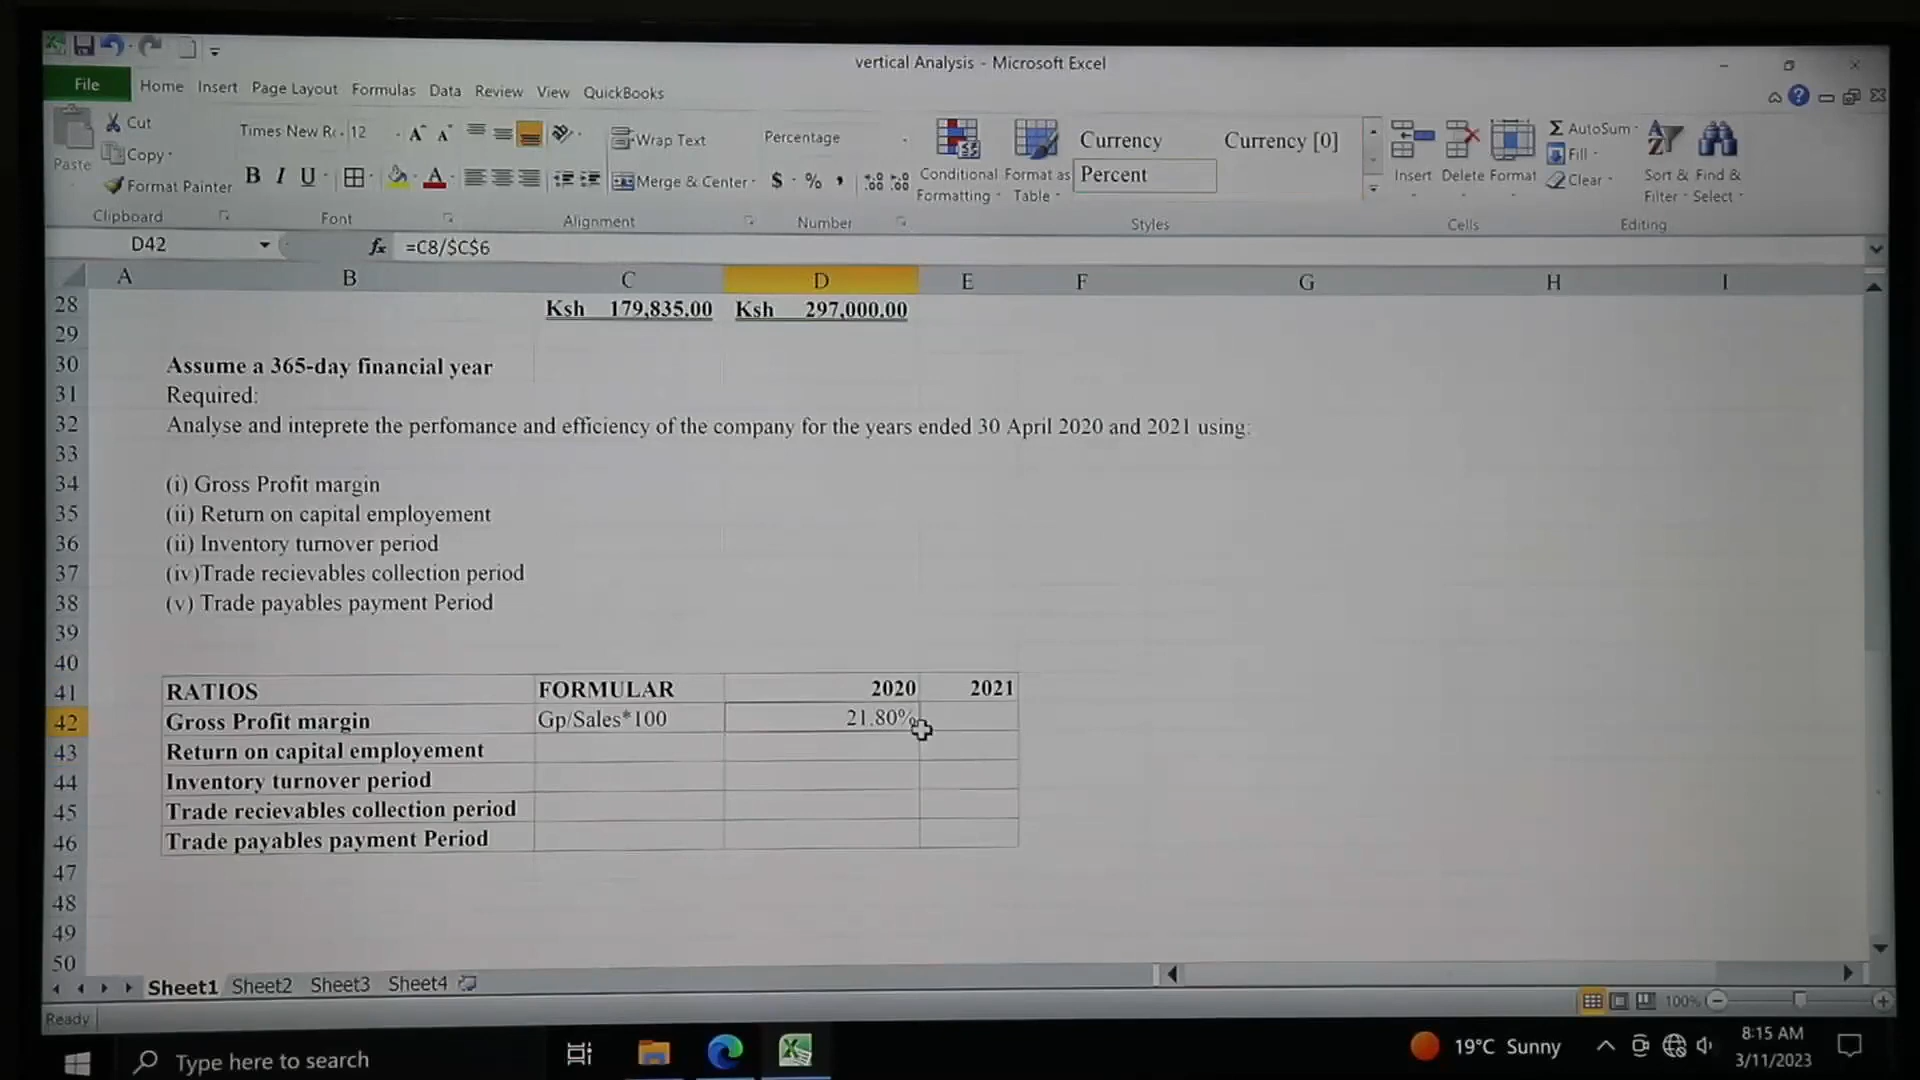 vertical Analysis - Microsoft Excel
File Home Insert Page Layout Formulas Data Review View QuickBooks
Paste
Cut
Copy
Format Painter
Clipboard
Times New R 12
A A
B I U A
Font
Wrap Text
Merge & Center
Alignment
Percentage
$ % ,
Number
Conditional Formatting
Format as Table
Currency Currency [0]
Percent
Styles
Insert Delete Format
Cells
Σ AutoSum
Fill
Clear
Sort & Filter
Find & Select
Editing
D42 fx =C8/$C$6
A B C D E F G H I
28 Ksh 179,835.00 Ksh 297,000.00
29
30 Assume a 365-day financial year
31 Required:
32 Analyse and inteprete the perfomance and efficiency of the company for the years ended 30 April 2020 and 2021 using:
33
34 (i) Gross Profit margin
35 (ii) Return on capital employement
36 (ii) Inventory turnover period
37 (iv)Trade recievables collection period
38 (v) Trade payables payment Period
39
40
41 RATIOS FORMULAR 2020 2021
42 Gross Profit margin Gp/Sales*100 21.80%
43 Return on capital employement
44 Inventory turnover period
45 Trade recievables collection period
46 Trade payables payment Period
47
48
49
50
Sheet1 Sheet2 Sheet3 Sheet4
Ready 100%
Type here to search 19°C Sunny 8:15 AM
3/11/2023